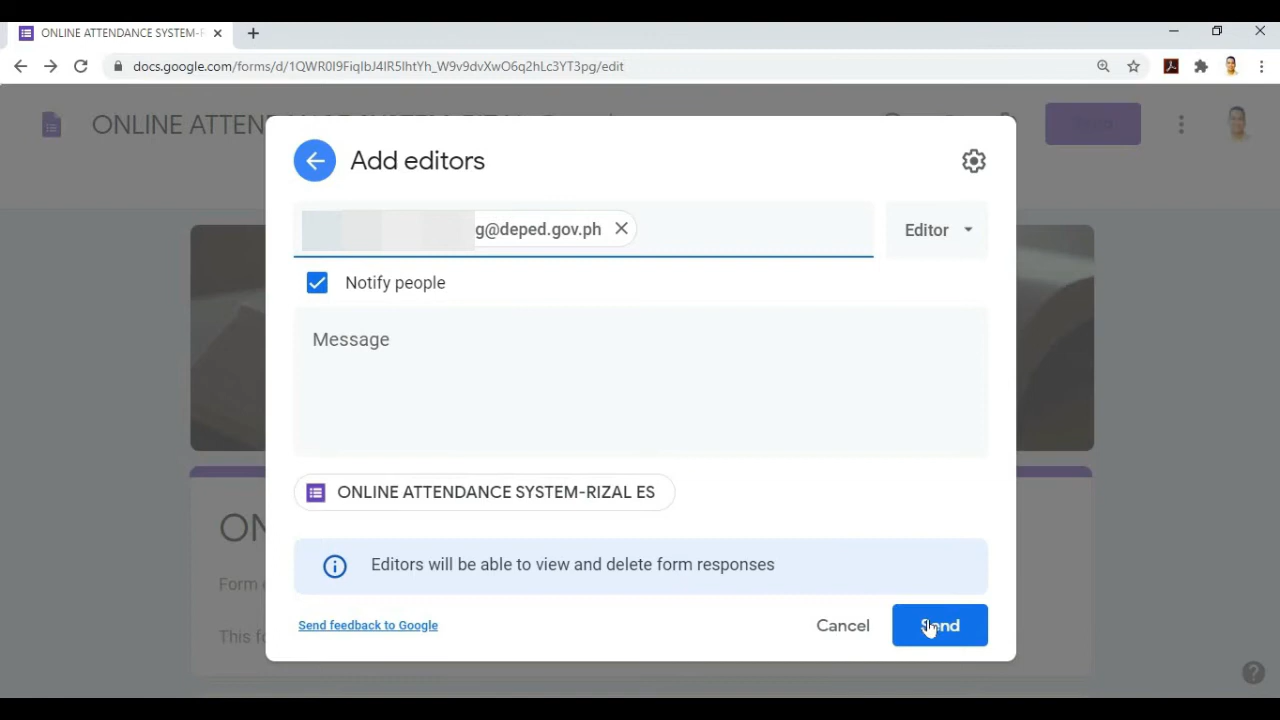 ONLINE ATTENDANCE SYSTEM-R
docs.google.com/forms/d/1QWR0I9FiqIbJ4IR5IhtYh_W9v9dvXwO6q2hLc3YT3pg/edit
ONLINE ATTEN
Add editors
g@deped.gov.ph
Editor
Notify people
Message
ONLINE ATTENDANCE SYSTEM-RIZAL ES
ON
Editors will be able to view and delete form responses
Form
This fo
Send feedback to Google
Cancel
Send